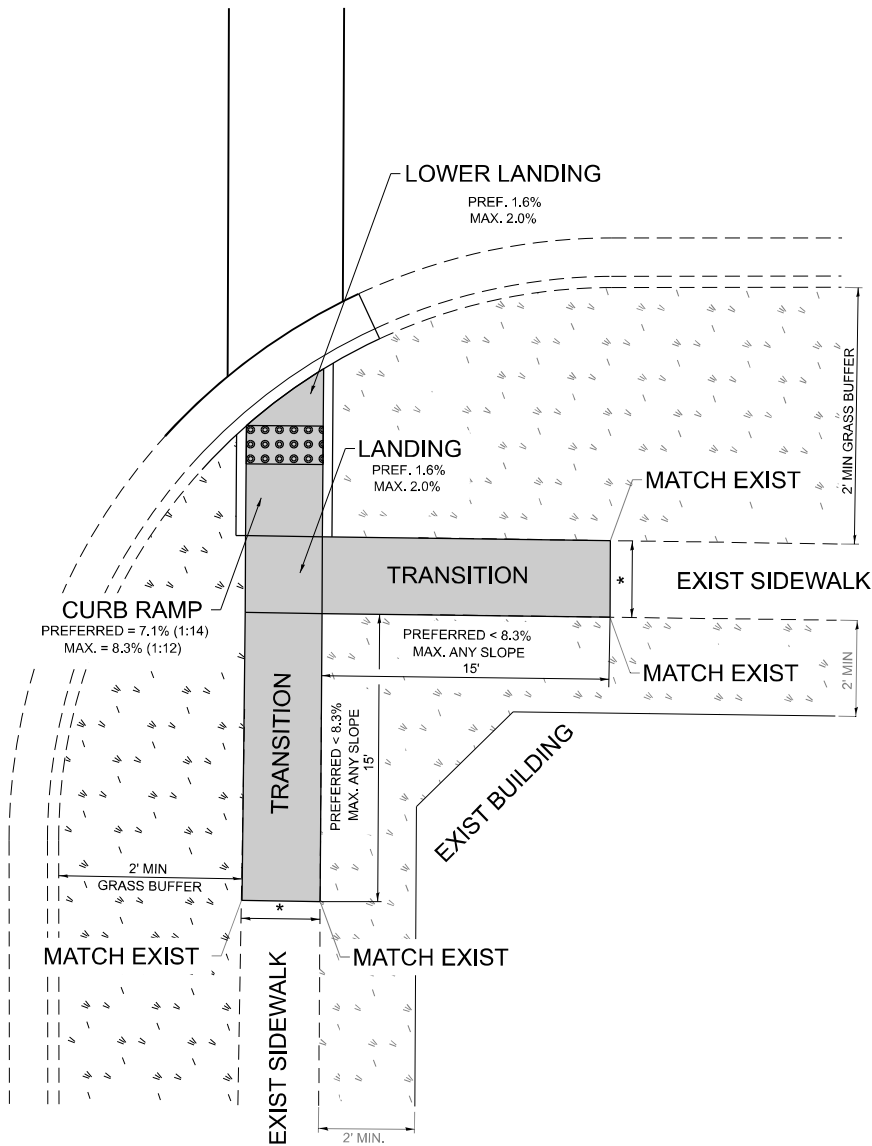 LOWER LANDING
PREF. 1.6%
MAX. 2.0%
2' MIN GRASS BUFFER
LANDING
PREF. 1.6%
MAX. 2.0%
MATCH EXIST
TRANSITION
*
EXIST SIDEWALK
CURB RAMP
PREFERRED = 7.1% (1:14)
MAX. = 8.3% (1:12)
PREFERRED < 8.3%
MAX. ANY SLOPE
15'
MATCH EXIST
2' MIN
TRANSITION
PREFERRED < 8.3%
MAX. ANY SLOPE
15'
EXIST BUILDING
2' MIN
GRASS BUFFER
*
MATCH EXIST
MATCH EXIST
EXIST SIDEWALK
2' MIN.